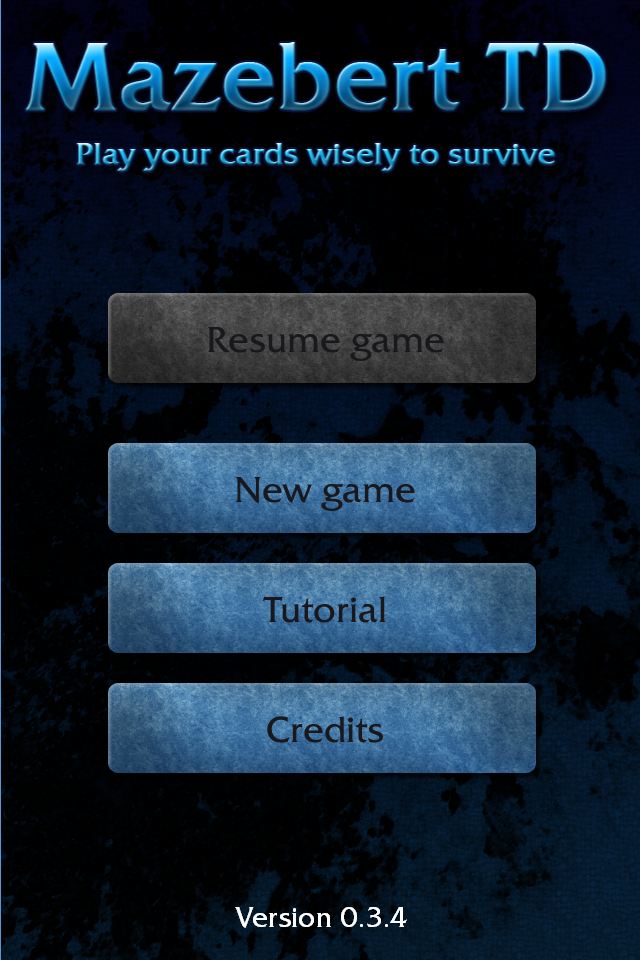 Mazebert TD
Play your cards wisely to survive
Resume game
New game
Tutorial
Credits
Version 0.3.4